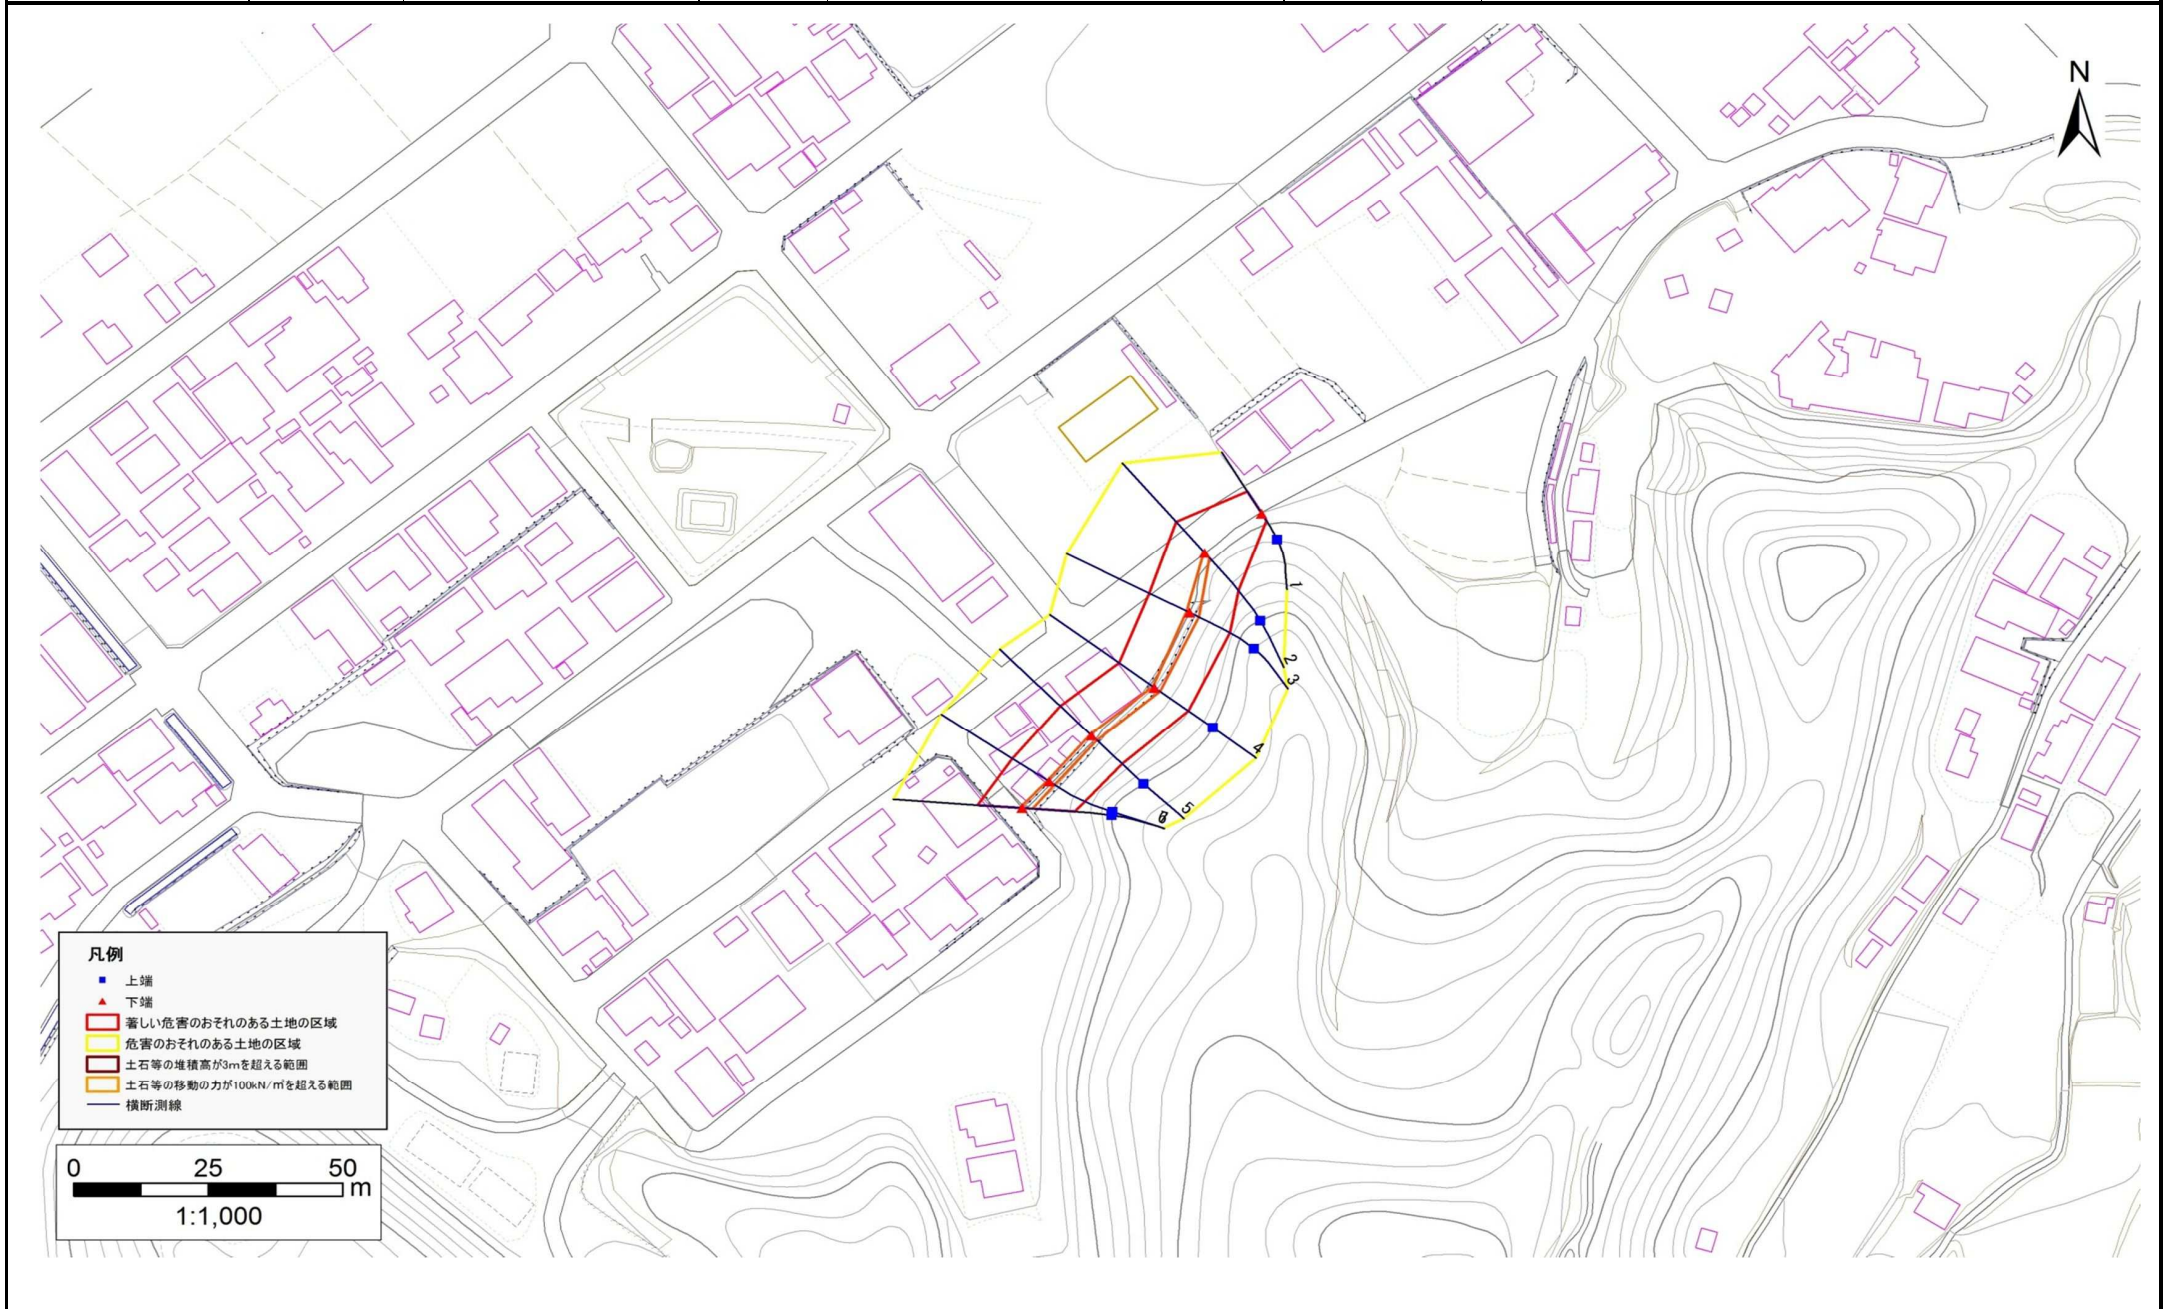 N
1
2
3
4
5
6
凡例
上端
下端
著しい危害のおそれのある土地の区域
危害のおそれのある土地の区域
土石等の堆積高が3mを超える範囲
土石等の移動の力が100kN/㎡を超える範囲
横断測線
0 25 50
m
1:1,000